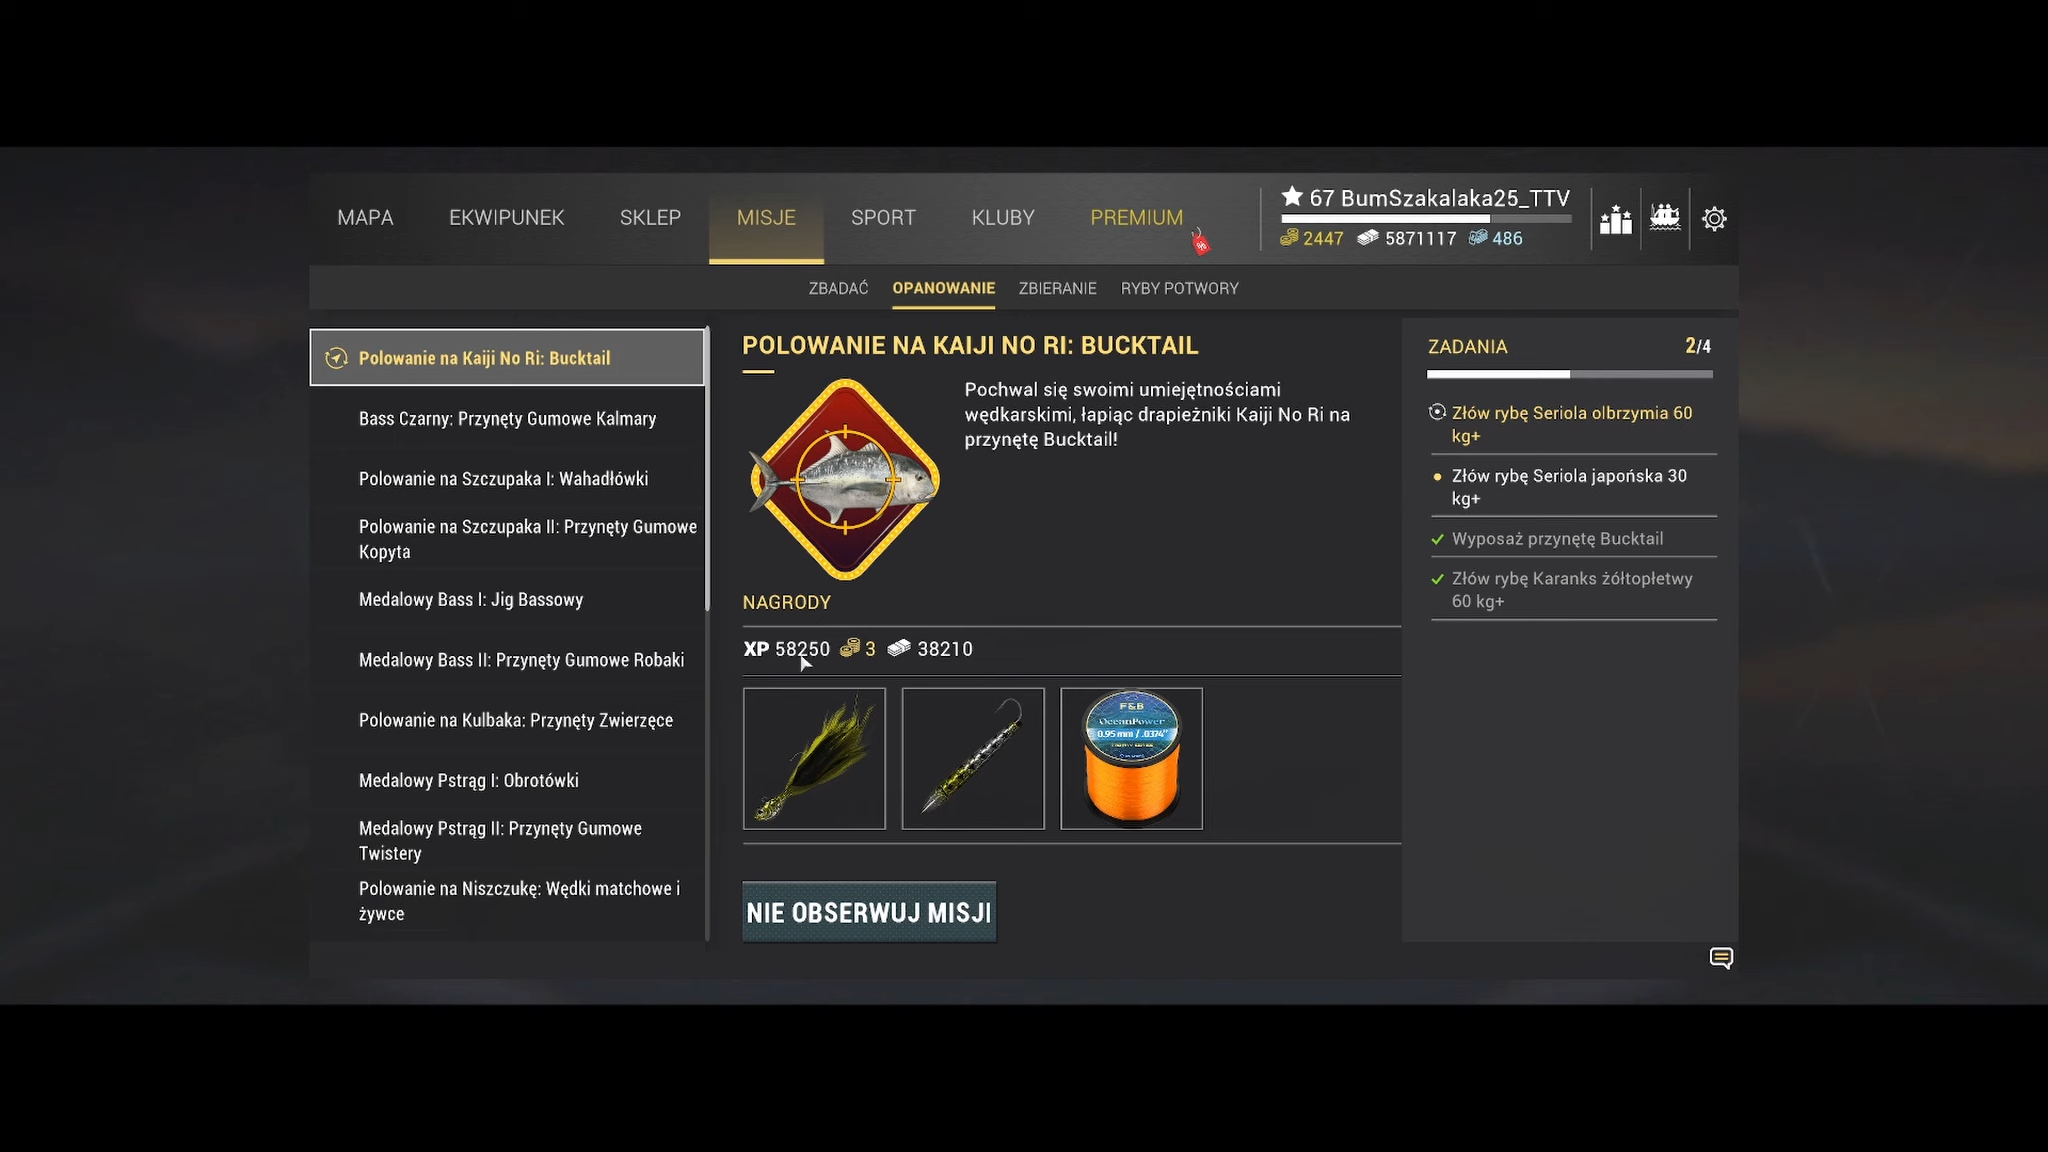 MAPA
EKWIPUNEK
SKLEP
MISJE
SPORT
KLUBY
PREMIUM
%
67 BumSzakalaka25_TTV
2447 5871117 486
ZBADAĆ
OPANOWANIE
ZBIERANIE
RYBY POTWORY
Polowanie na Kaiji No Ri: Bucktail
Bass Czarny: Przynęty Gumowe Kalmary
Polowanie na Szczupaka I: Wahadłówki
Polowanie na Szczupaka II: Przynęty Gumowe
Kopyta
Medalowy Bass I: Jig Bassowy
Medalowy Bass II: Przynęty Gumowe Robaki
Polowanie na Kulbaka: Przynęty Zwierzęce
Medalowy Pstrąg I: Obrotówki
Medalowy Pstrąg II: Przynęty Gumowe
Twistery
Polowanie na Niszczukę: Wędki matchowe i
żywce
POLOWANIE NA KAIJI NO RI: BUCKTAIL
Pochwal się swoimi umiejętnościami
wędkarskimi, łapiąc drapieżniki Kaiji No Ri na
przynętę Bucktail!
NAGRODY
XP 58250 3 38210
F&B
OceanPower
0.95 mm / .0374"
NIE OBSERWUJ MISJI
ZADANIA 2/4
Złów rybę Seriola olbrzymia 60
kg+
Złów rybę Seriola japońska 30
kg+
Wyposaż przynętę Bucktail
Złów rybę Karanks żółtopłetwy
60 kg+